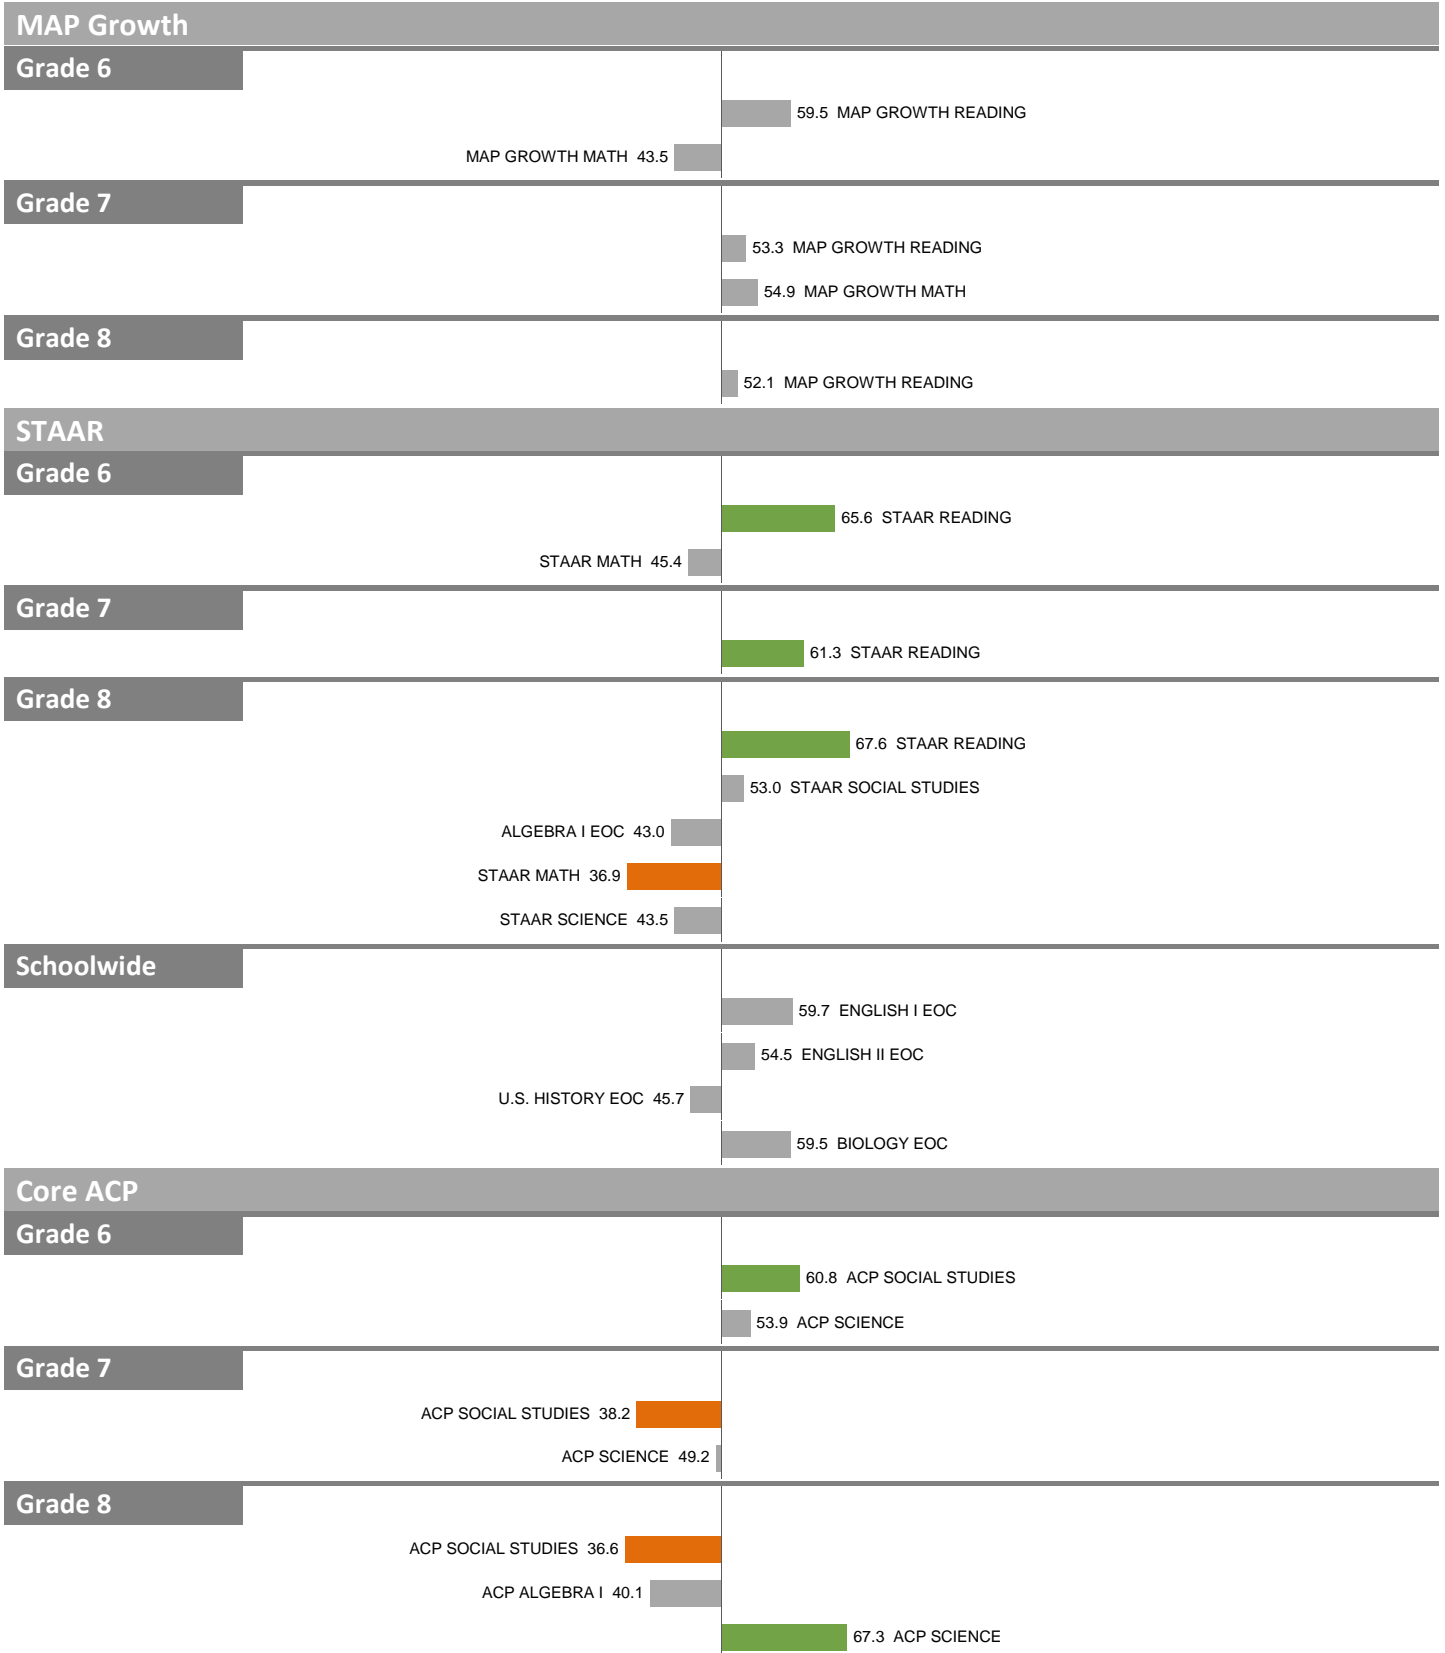 MAP Growth
Grade 6
59.5 MAP GROWTH READING
MAP GROWTH MATH 43.5
Grade 7
53.3 MAP GROWTH READING
54.9 MAP GROWTH MATH
Grade 8
52.1 MAP GROWTH READING
STAAR
Grade 6
65.6 STAAR READING
STAAR MATH 45.4
Grade 7
61.3 STAAR READING
Grade 8
67.6 STAAR READING
53.0 STAAR SOCIAL STUDIES
ALGEBRA I EOC 43.0
STAAR MATH 36.9
STAAR SCIENCE 43.5
Schoolwide
59.7 ENGLISH I EOC
54.5 ENGLISH II EOC
U.S. HISTORY EOC 45.7
59.5 BIOLOGY EOC
Core ACP
Grade 6
60.8 ACP SOCIAL STUDIES
53.9 ACP SCIENCE
Grade 7
ACP SOCIAL STUDIES 38.2
ACP SCIENCE 49.2
Grade 8
ACP SOCIAL STUDIES 36.6
ACP ALGEBRA I 40.1
67.3 ACP SCIENCE